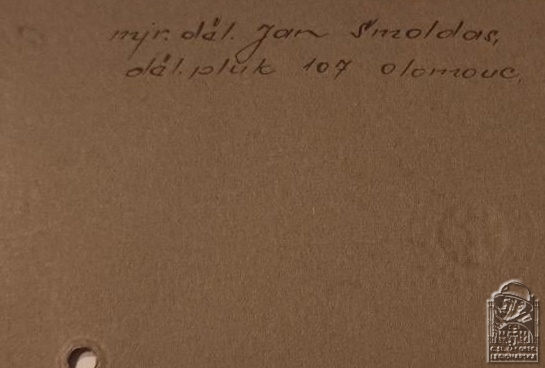 mjr. děl. Jan Šmoldas,
děl. pluk 107 Olomouc,